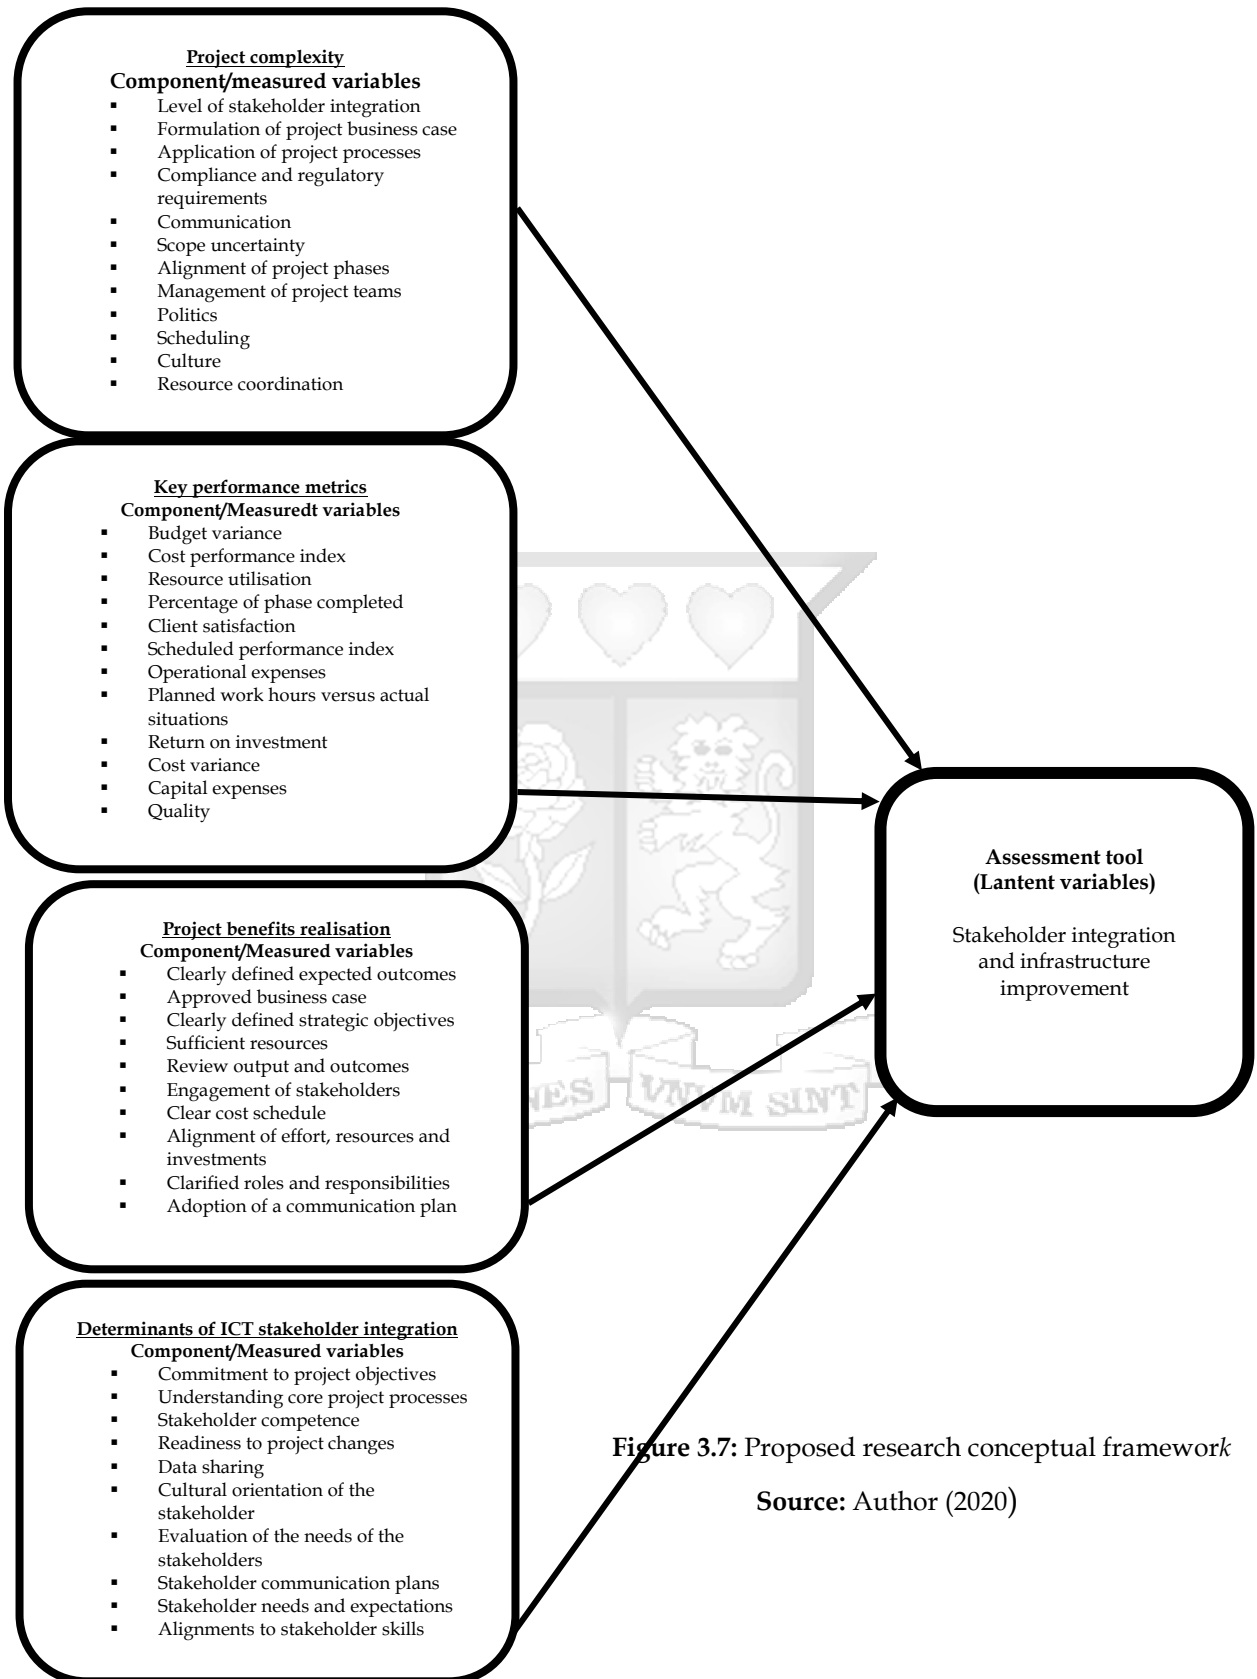 Project complexity
Component/measured variables
▪ Level of stakeholder integration
▪ Formulation of project business case
▪ Application of project processes
▪ Compliance and regulatory
requirements
▪ Communication
▪ Scope uncertainty
▪ Alignment of project phases
▪ Management of project teams
▪ Politics
▪ Scheduling
▪ Culture
▪ Resource coordination
Key performance metrics
Component/Measuredt variables
▪ Budget variance
▪ Cost performance index
▪ Resource utilisation
▪ Percentage of phase completed
▪ Client satisfaction
▪ Scheduled performance index
▪ Operational expenses
▪ Planned work hours versus actual
situations
▪ Return on investment
▪ Cost variance
▪ Capital expenses
▪ Quality
Project benefits realisation
Component/Measured variables
▪ Clearly defined expected outcomes
▪ Approved business case
▪ Clearly defined strategic objectives
▪ Sufficient resources
▪ Review output and outcomes
▪ Engagement of stakeholders
▪ Clear cost schedule
▪ Alignment of effort, resources and
investments
▪ Clarified roles and responsibilities
▪ Adoption of a communication plan
Determinants of ICT stakeholder integration
Component/Measured variables
▪ Commitment to project objectives
▪ Understanding core project processes
▪ Stakeholder competence
▪ Readiness to project changes
▪ Data sharing
▪ Cultural orientation of the
stakeholder
▪ Evaluation of the needs of the
stakeholders
▪ Stakeholder communication plans
▪ Stakeholder needs and expectations
▪ Alignments to stakeholder skills
Assessment tool
(Lantent variables)
Stakeholder integration
and infrastructure
improvement
VNVM SINT
Figure 3.7: Proposed research conceptual framework
Source: Author (2020)